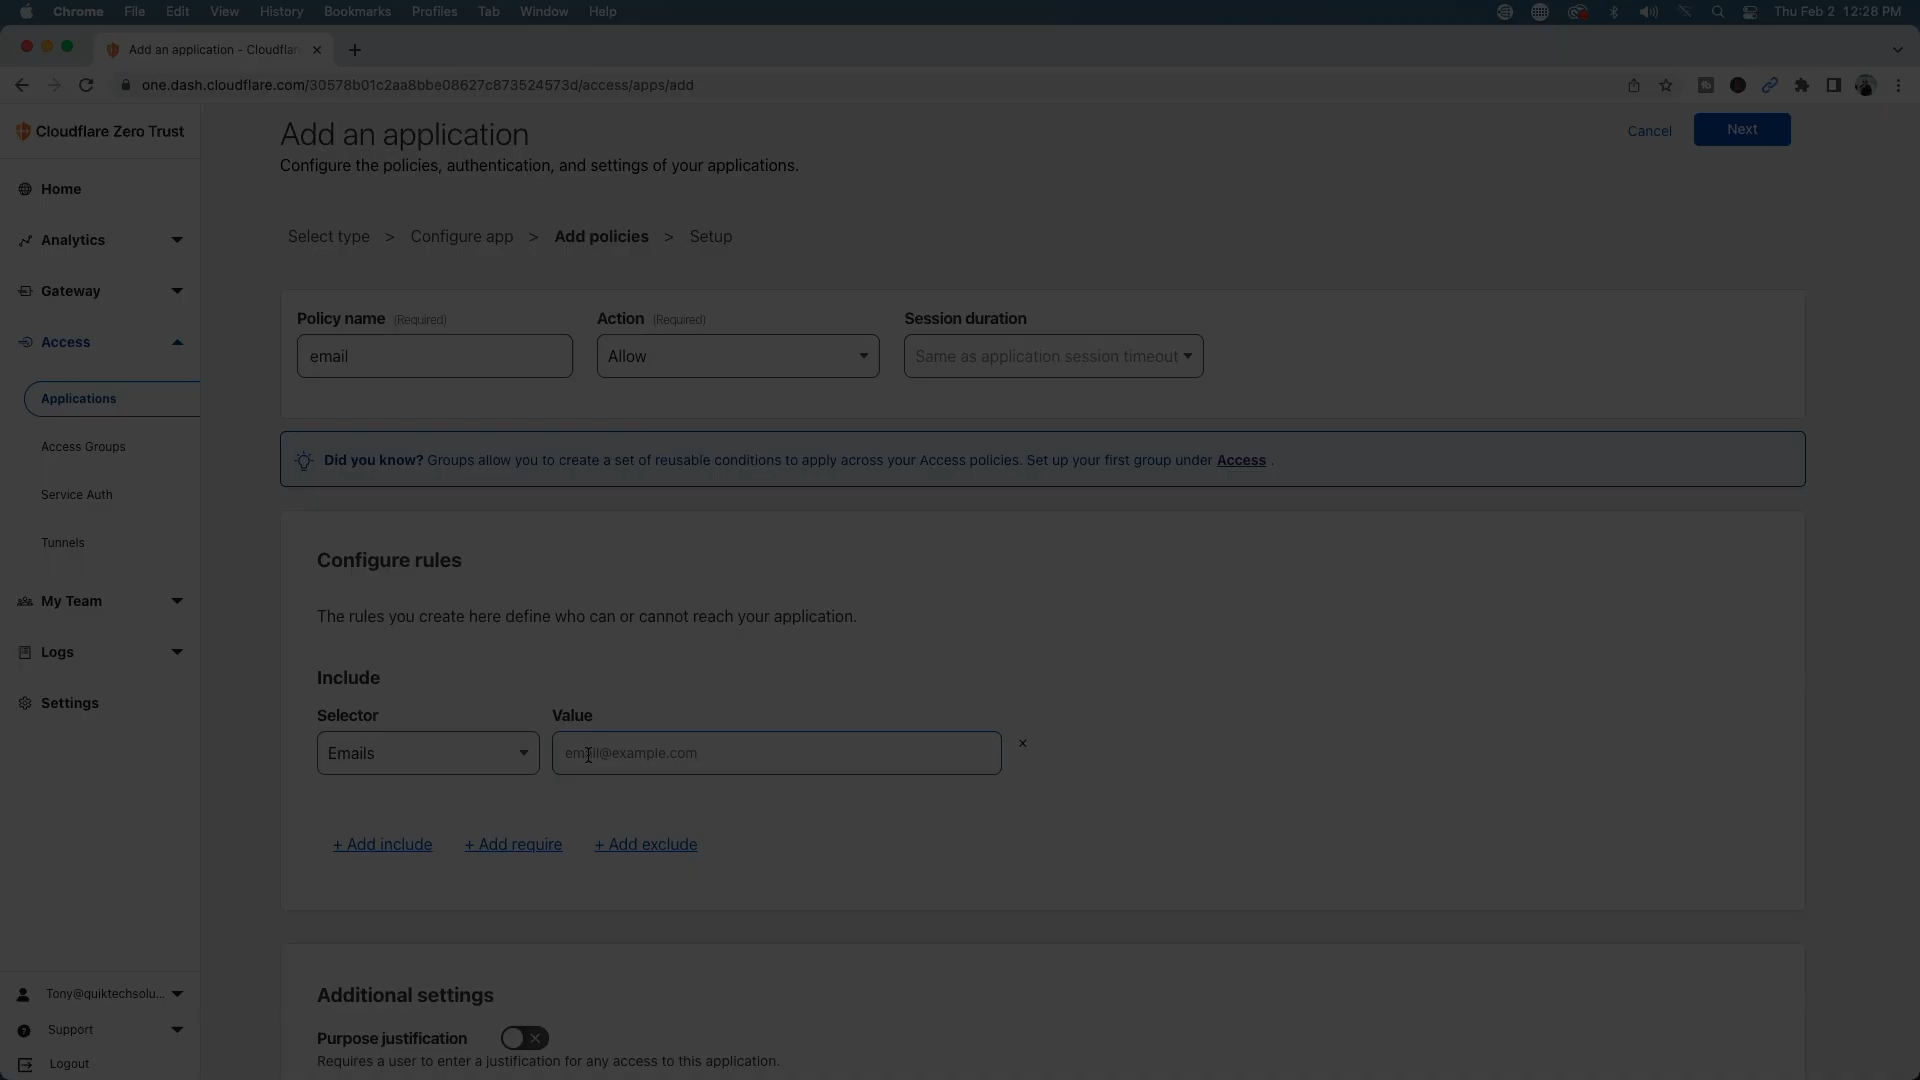 Chrome File Edit View History Bookmarks Profiles Tab Window Help Thu Feb 2 12:28 PM
Add an application - Cloudflar
one.dash.cloudflare.com/30578b01c2aa8bbe08627c873524573d/access/apps/add
Cloudflare Zero Trust
Home
Analytics
Gateway
Access
Applications
Access Groups
Service Auth
Tunnels
My Team
Logs
Settings
Tony@quiktechsolu...
Support
Logout
Add an application
Cancel Next
Configure the policies, authentication, and settings of your applications.
Select type > Configure app > Add policies > Setup
Policy name (Required) Action (Required) Session duration
email Allow Same as application session timeout
Did you know? Groups allow you to create a set of reusable conditions to apply across your Access policies. Set up your first group under Access .
Configure rules
The rules you create here define who can or cannot reach your application.
Include
Selector Value
Emails email@example.com
+ Add include + Add require + Add exclude
Additional settings
Purpose justification
Requires a user to enter a justification for any access to this application.